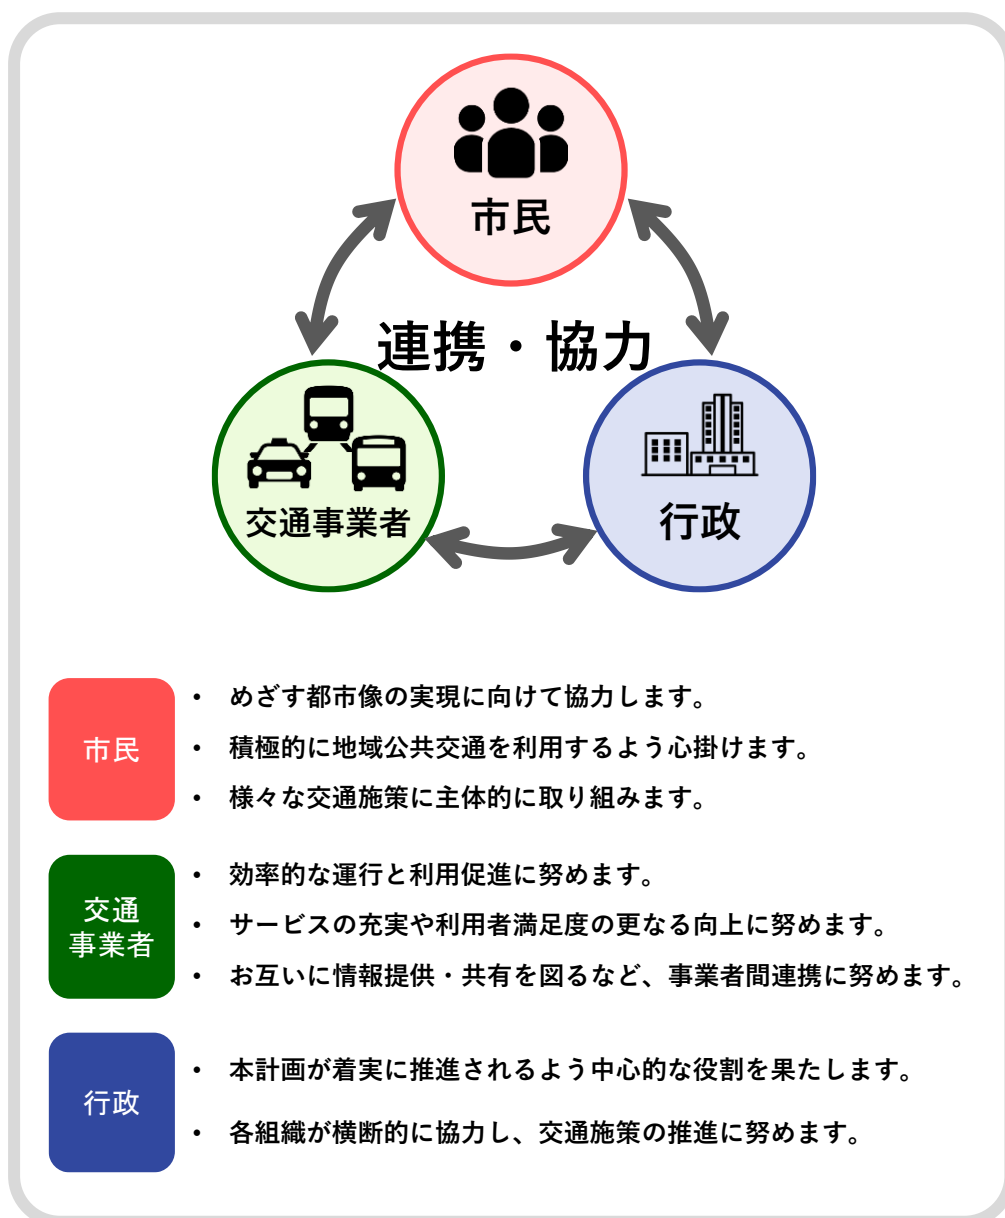 市民
連携・協力
交通事業者
行政
市民
• めざす都市像の実現に向けて協力します。
• 積極的に地域公共交通を利用するよう心掛けます。
• 様々な交通施策に主体的に取り組みます。
交通
事業者
• 効率的な運行と利用促進に努めます。
• サービスの充実や利用者満足度の更なる向上に努めます。
• お互いに情報提供・共有を図るなど、事業者間連携に努めます。
行政
• 本計画が着実に推進されるよう中心的な役割を果たします。
• 各組織が横断的に協力し、交通施策の推進に努めます。